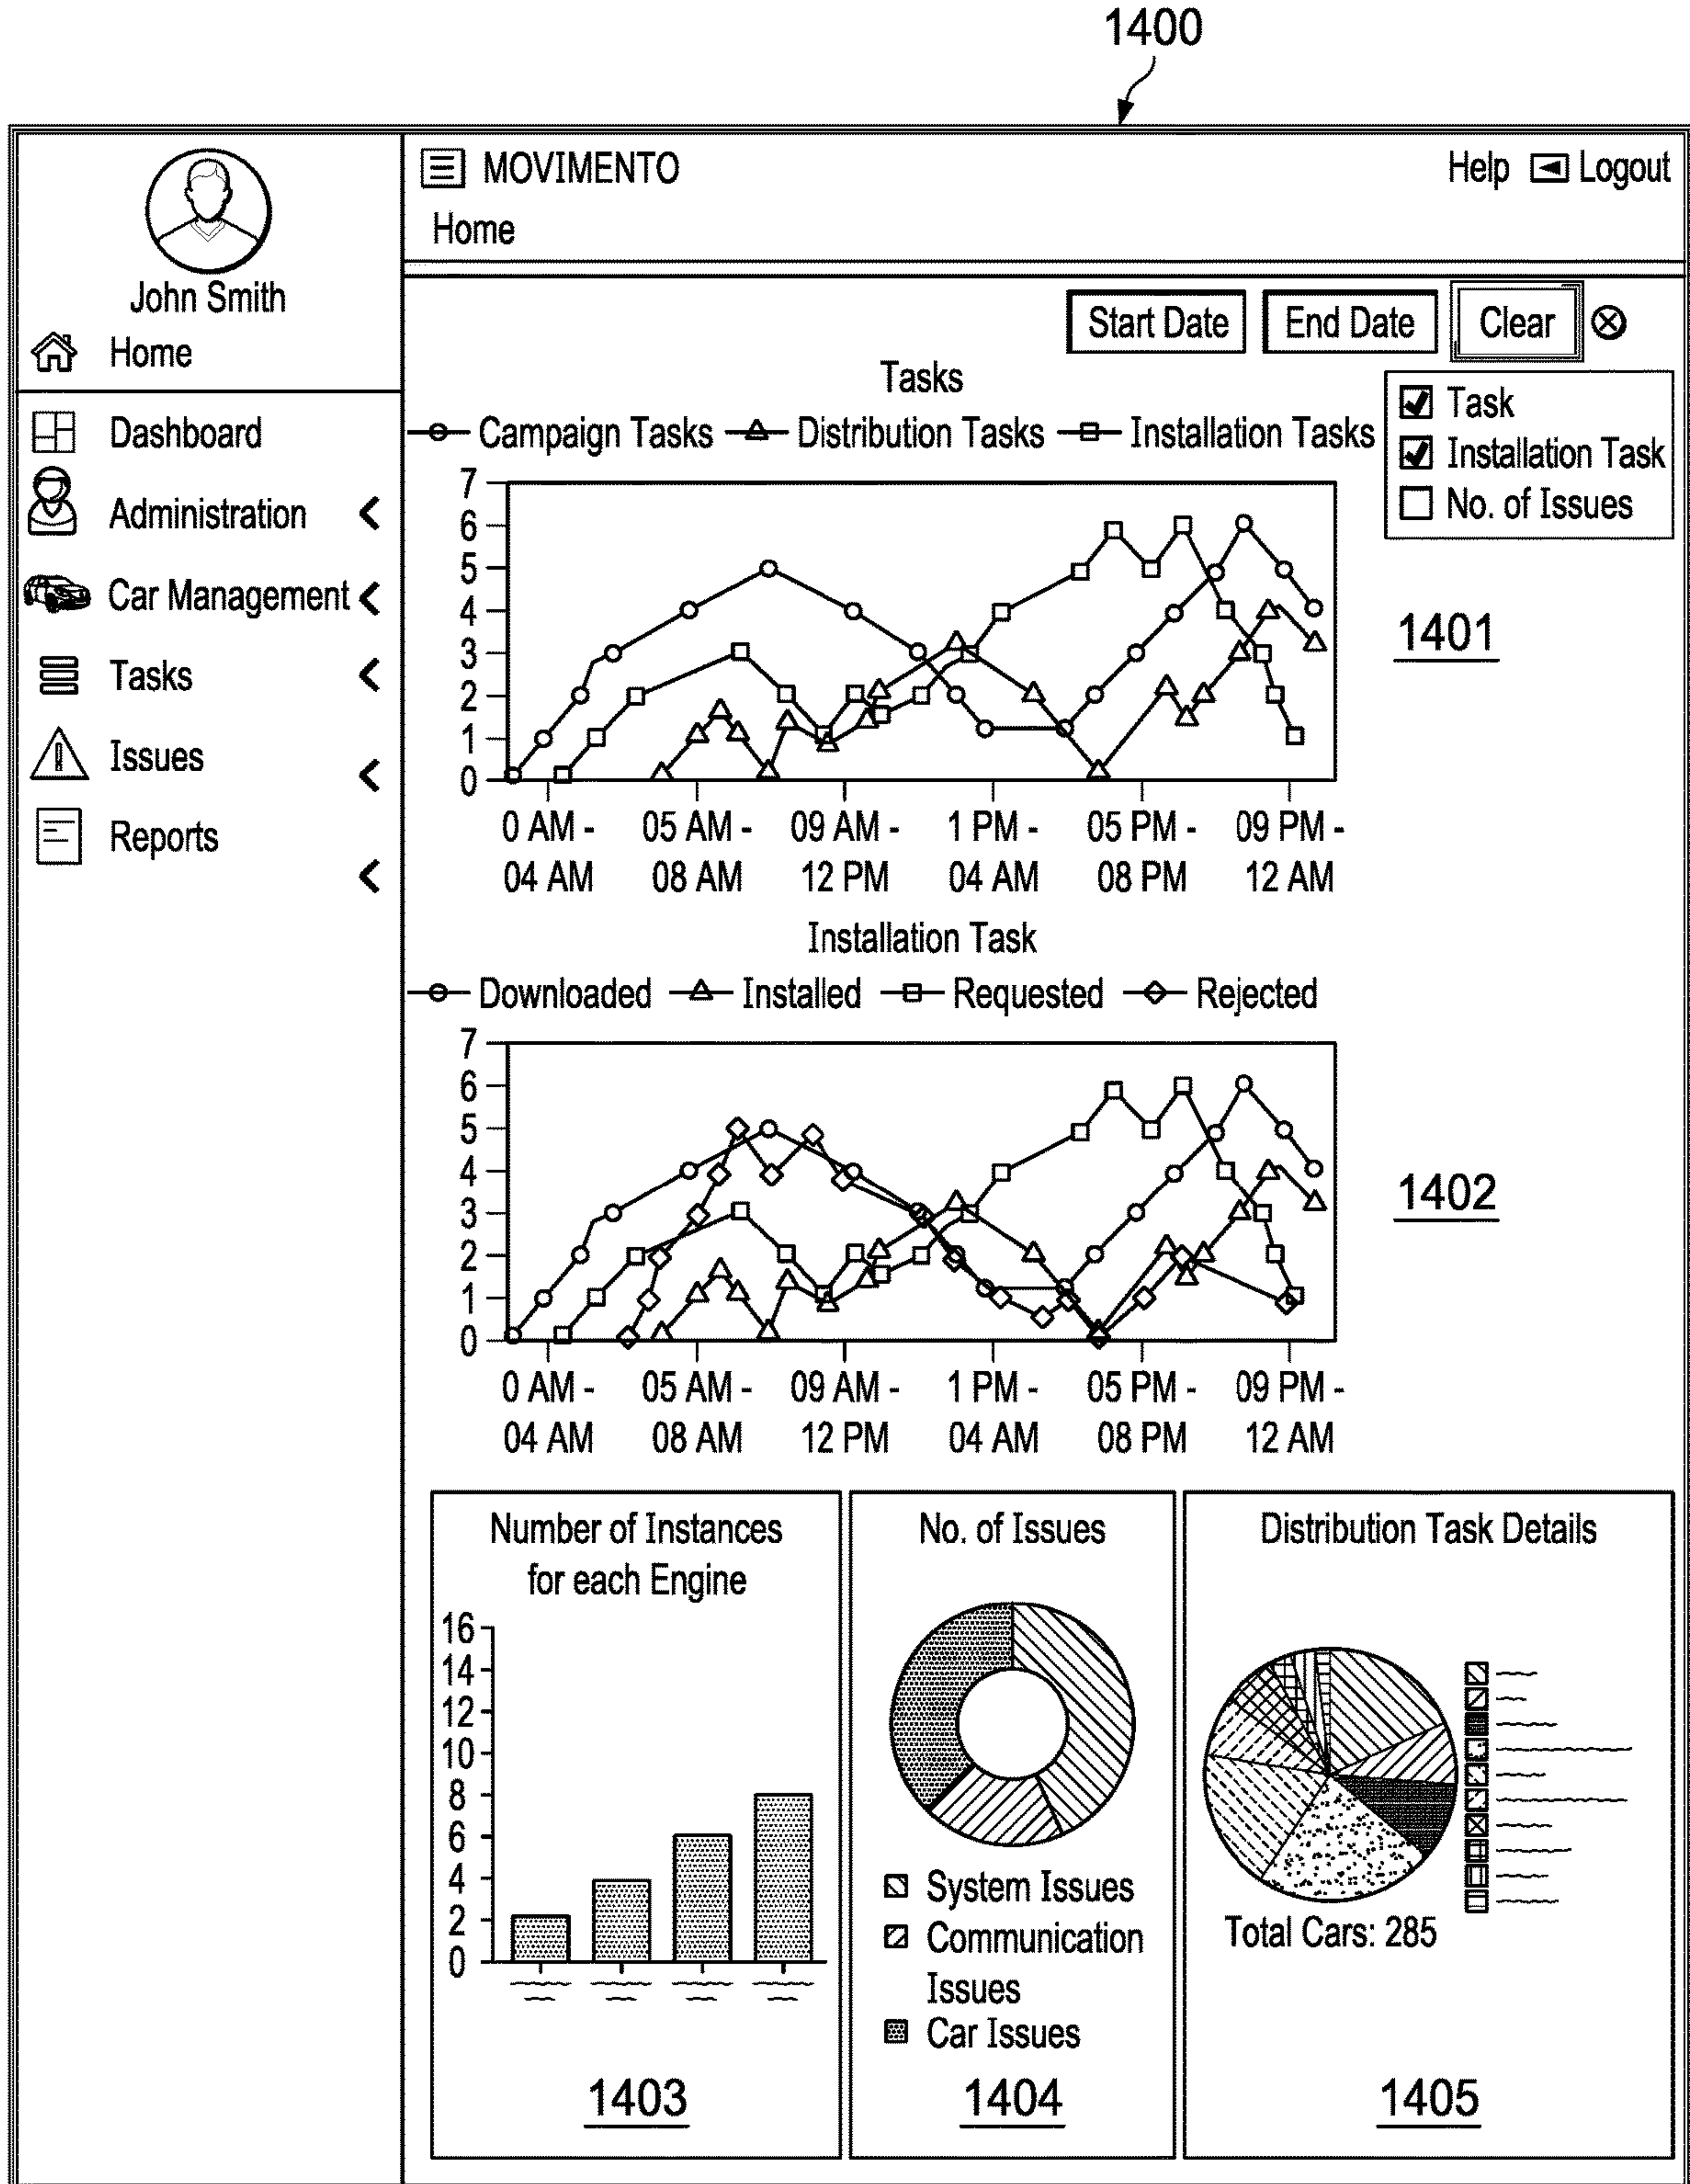 1400
MOVIMENTO
Help Logout
Home
John Smith
Home
Dashboard
Administration
Car Management
Tasks
Issues
Reports
Start Date End Date Clear
Task
Installation Task
No. of Issues
Tasks
Campaign Tasks Distribution Tasks Installation Tasks
7
6
5
4
3
2
1
0
0 AM - 05 AM - 09 AM - 1 PM - 05 PM - 09 PM -
04 AM 08 AM 12 PM 04 AM 08 PM 12 AM
1401
Installation Task
Downloaded Installed Requested Rejected
7
6
5
4
3
2
1
0
0 AM - 05 AM - 09 AM - 1 PM - 05 PM - 09 PM -
04 AM 08 AM 12 PM 04 AM 08 PM 12 AM
1402
Number of Instances
for each Engine
16
14
12
10
8
6
4
2
0
1403
No. of Issues
System Issues
Communication
Issues
Car Issues
1404
Distribution Task Details
Total Cars: 285
1405